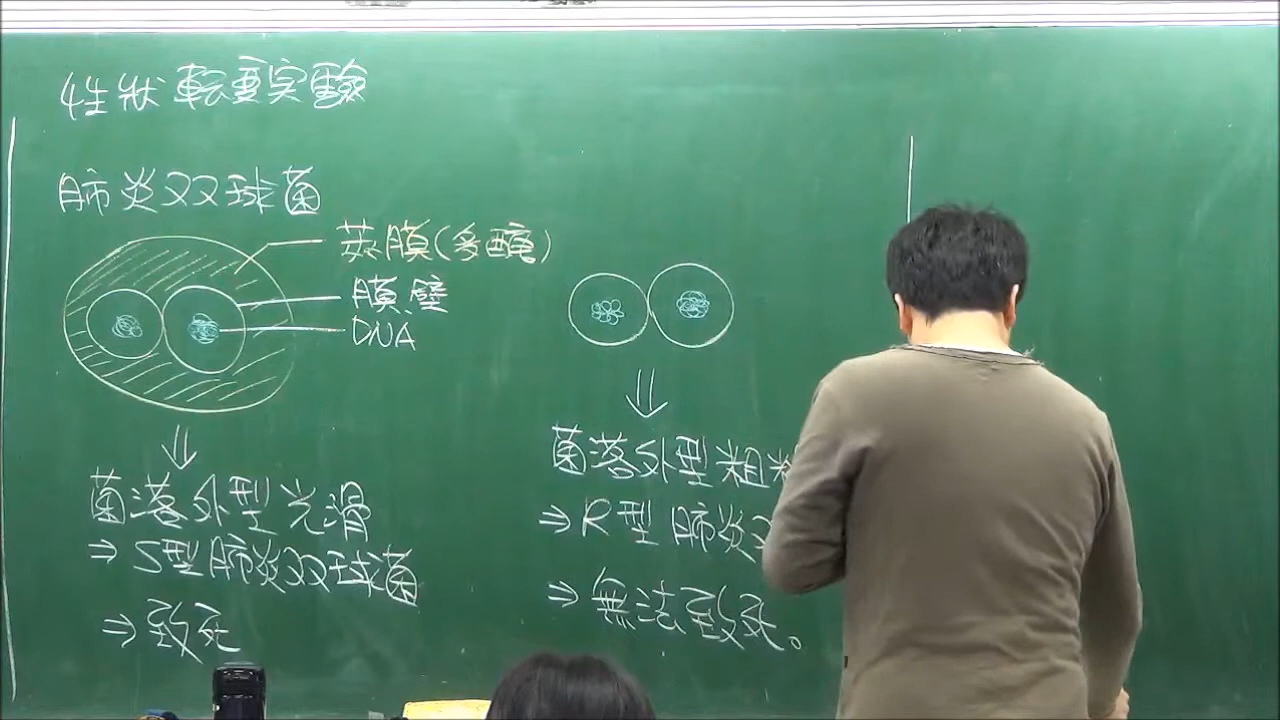 性狀轉变实驗
肺炎双球菌
莢膜(多醣)
膜.壁
DNA
菌落外型光滑
⇒ S型肺炎双球菌
⇒ 致死
菌落外型粗
⇒ R型 肺炎
⇒ 無法致死。